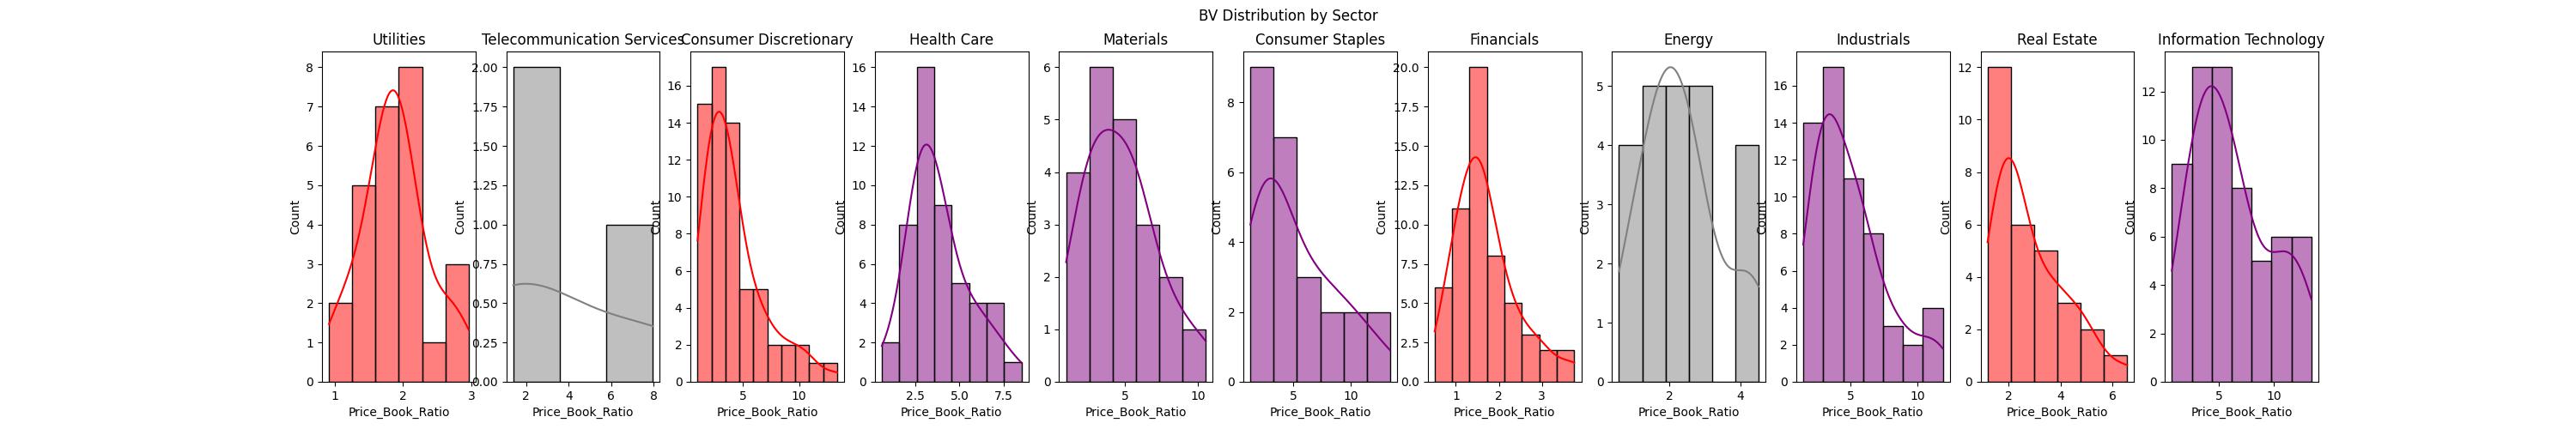 BV Distribution by Sector
Utilities
Telecommunication Services
Consumer Discretionary
Health Care
Materials
Consumer Staples
Financials
Energy
Industrials
Real Estate
Information Technology
Count
8
7
6
5
4
3
2
1
0
1 2 3
Price_Book_Ratio
Count
2.00
1.75
1.50
1.25
1.00
0.75
0.50
0.25
0.00
2 4 6 8
Price_Book_Ratio
Count
16
14
12
10
8
6
4
2
0
5 10
Price_Book_Ratio
Count
16
14
12
10
8
6
4
2
0
2.5 5.0 7.5
Price_Book_Ratio
Count
6
5
4
3
2
1
0
5 10
Price_Book_Ratio
Count
8
6
4
2
0
5 10
Price_Book_Ratio
Count
20.0
17.5
15.0
12.5
10.0
7.5
5.0
2.5
0.0
1 2 3
Price_Book_Ratio
Count
5
4
3
2
1
0
2 4
Price_Book_Ratio
Count
16
14
12
10
8
6
4
2
0
5 10
Price_Book_Ratio
Count
12
10
8
6
4
2
0
2 4 6
Price_Book_Ratio
Count
12
10
8
6
4
2
0
5 10
Price_Book_Ratio